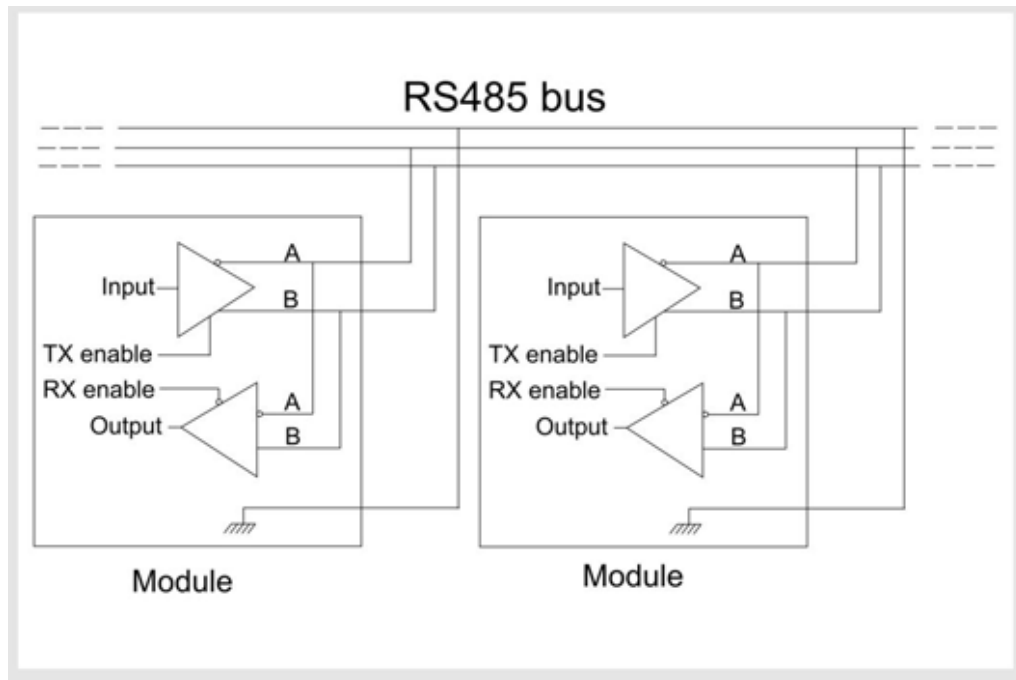 RS485 bus
A
Input
B
TX enable
RX enable
A
Output
B
Module
A
Input
B
TX enable
RX enable
A
Output
B
Module